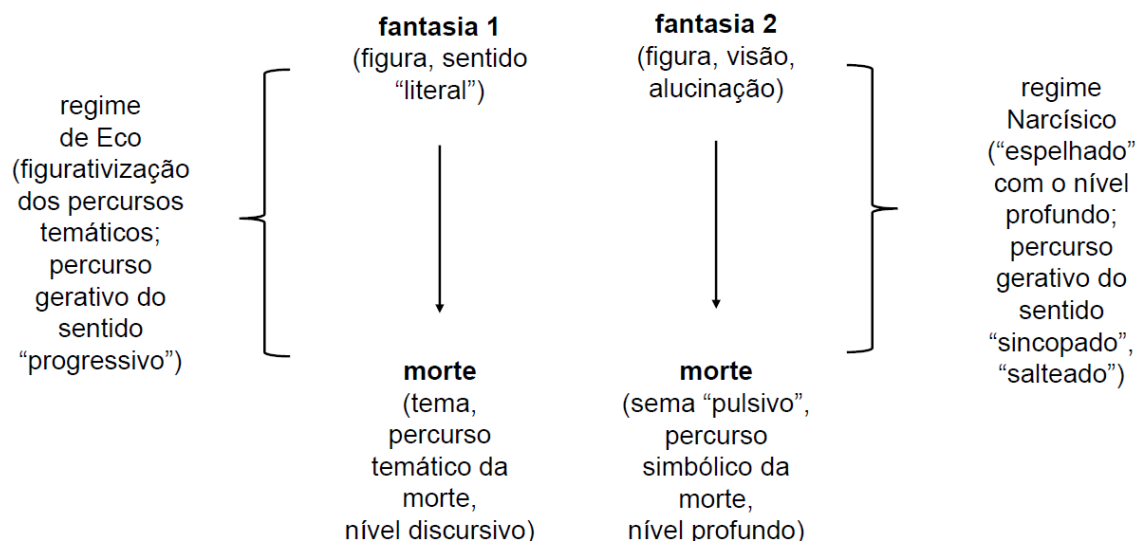 regime
de Eco
(figurativização
dos percursos
temáticos;
percurso
gerativo do
sentido
“progressivo”)
fantasia 1
(figura, sentido
“literal”)
morte
(tema,
percurso
temático da
morte,
nível discursivo)
fantasia 2
(figura, visão,
alucinação)
morte
(sema “pulsivo”,
percurso
simbólico da
morte,
nível profundo)
regime
Narcísico
(“espelhado”
com o nível
profundo;
percurso
gerativo do
sentido
“sincopado”,
“salteado”)